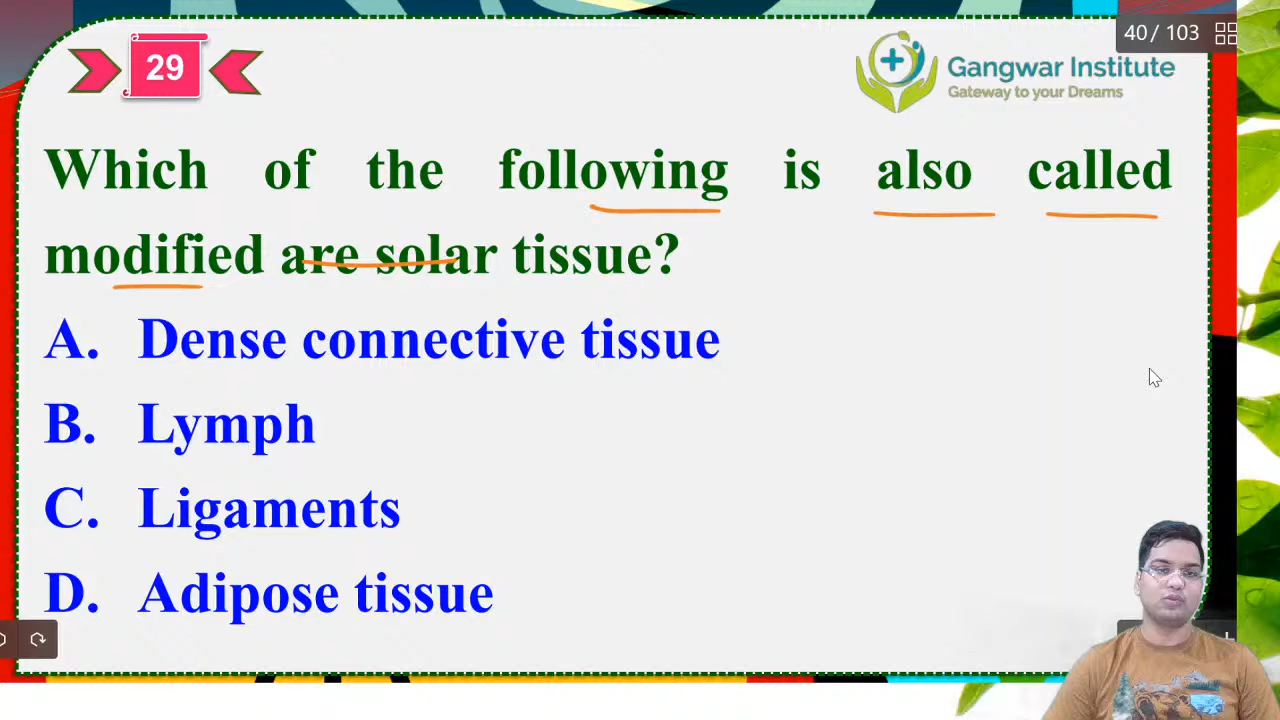 40 / 103
29
Gangwar Institute
Gateway to your Dreams
Which of the following is also called
modified are solar tissue?
A. Dense connective tissue
B. Lymph
C. Ligaments
D. Adipose tissue